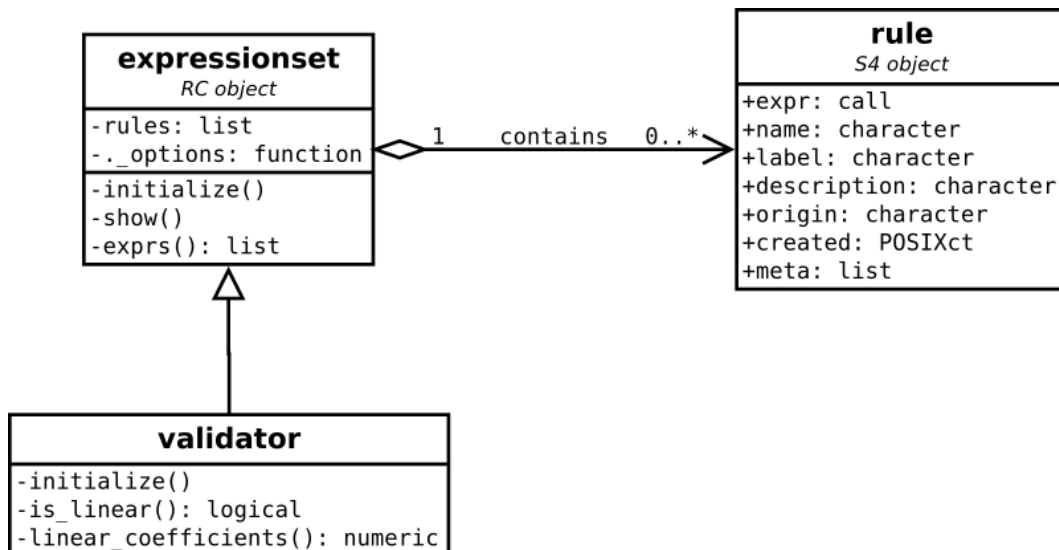 expressionset
RC object
-rules: list
-._options: function
-initialize()
-show()
-exprs(): list
1 contains 0..*
rule
S4 object
+expr: call
+name: character
+label: character
+description: character
+origin: character
+created: POSIXct
+meta: list
validator
-initialize()
-is_linear(): logical
-linear_coefficients(): numeric